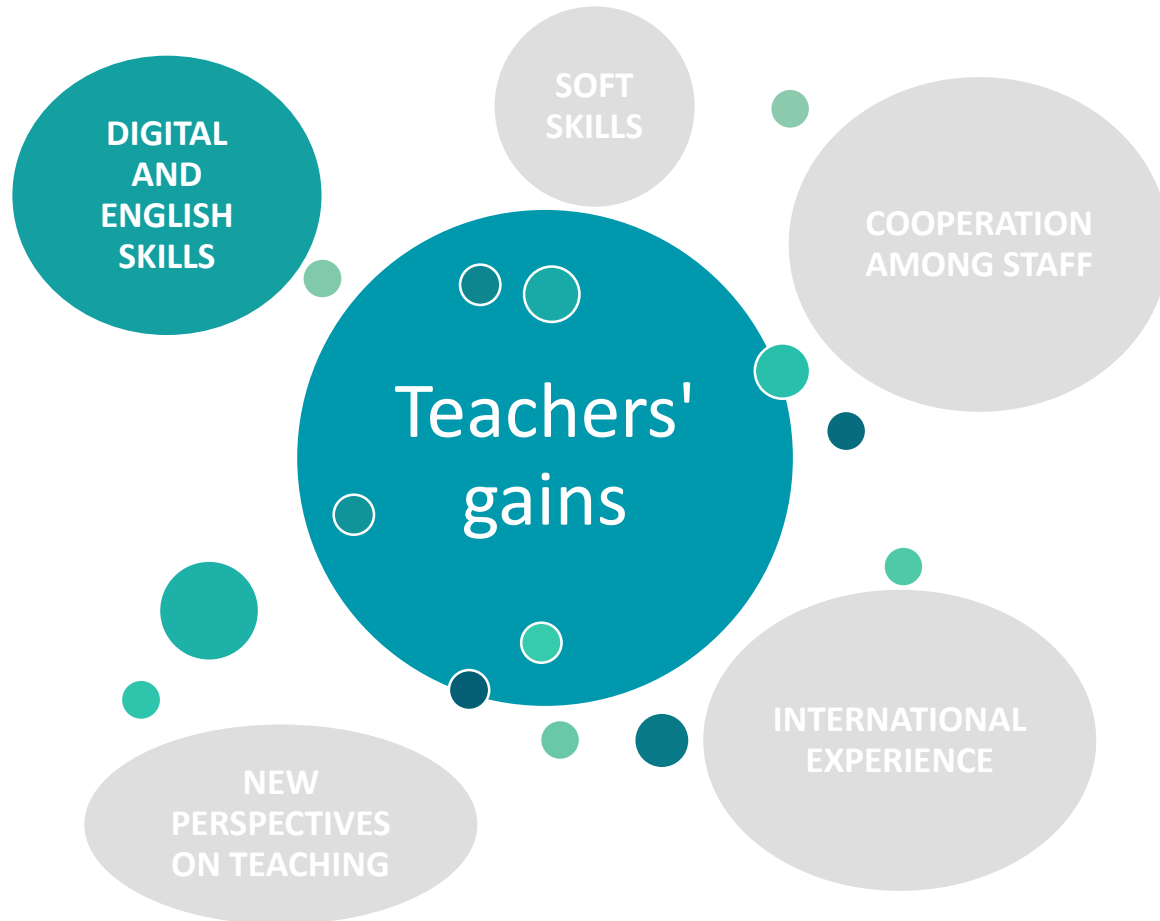 DIGITAL
AND
ENGLISH
SKILLS
SOFT
SKILLS
COOPERATION
AMONG STAFF
Teachers'
gains
INTERNATIONAL
EXPERIENCE
NEW
PERSPECTIVES
ON TEACHING